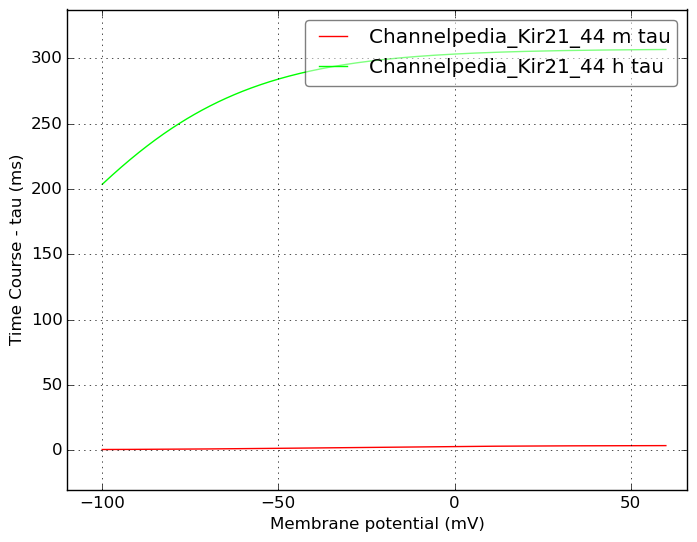 Channelpedia_Kir21_44 m tau
Channelpedia_Kir21_44 h tau
300
250
200
150
100
50
0
−100
−50
0
50
Time Course - tau (ms)
Membrane potential (mV)